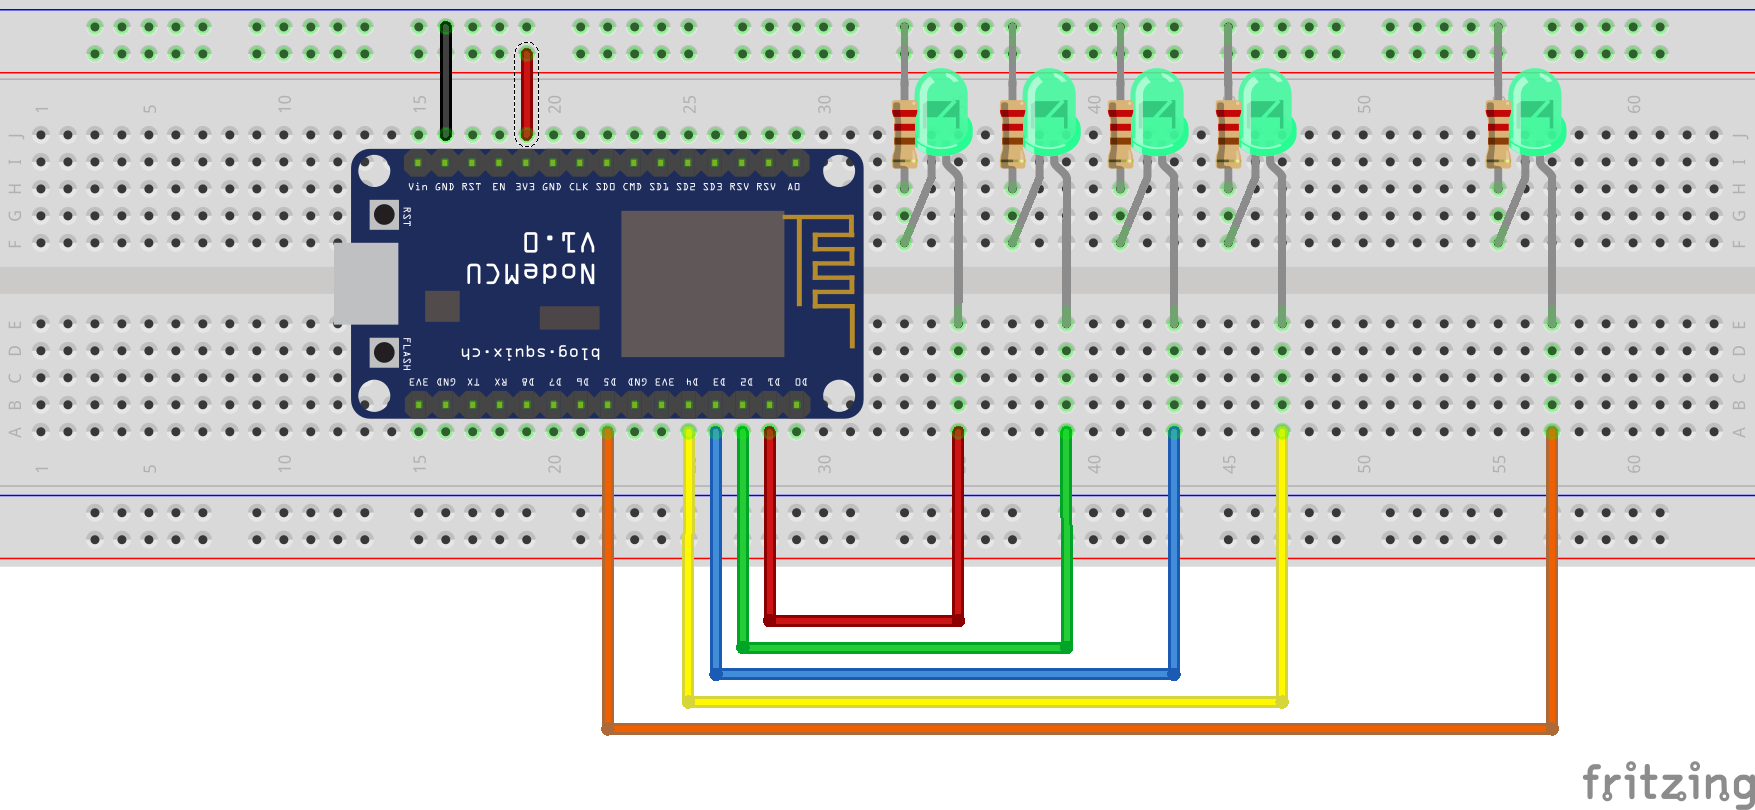 1 5 10 15 20 25 30 40 45 50 55 60
J J
I I
H H
G G
F F
Vin GND RST EN 3V3 GND CLK SD0 CMD SD1 SD2 SD3 RSV RSV A0
RST
V1.0
NodeMCU
blog.squix.ch
FLASH
3V3 GND TX RX D8 D7 D6 D5 GND 3V3 D4 D3 D2 D1 D0
E E
D D
C C
B B
A A
1 5 10 15 20 30 40 45 50 55 60
fritzing